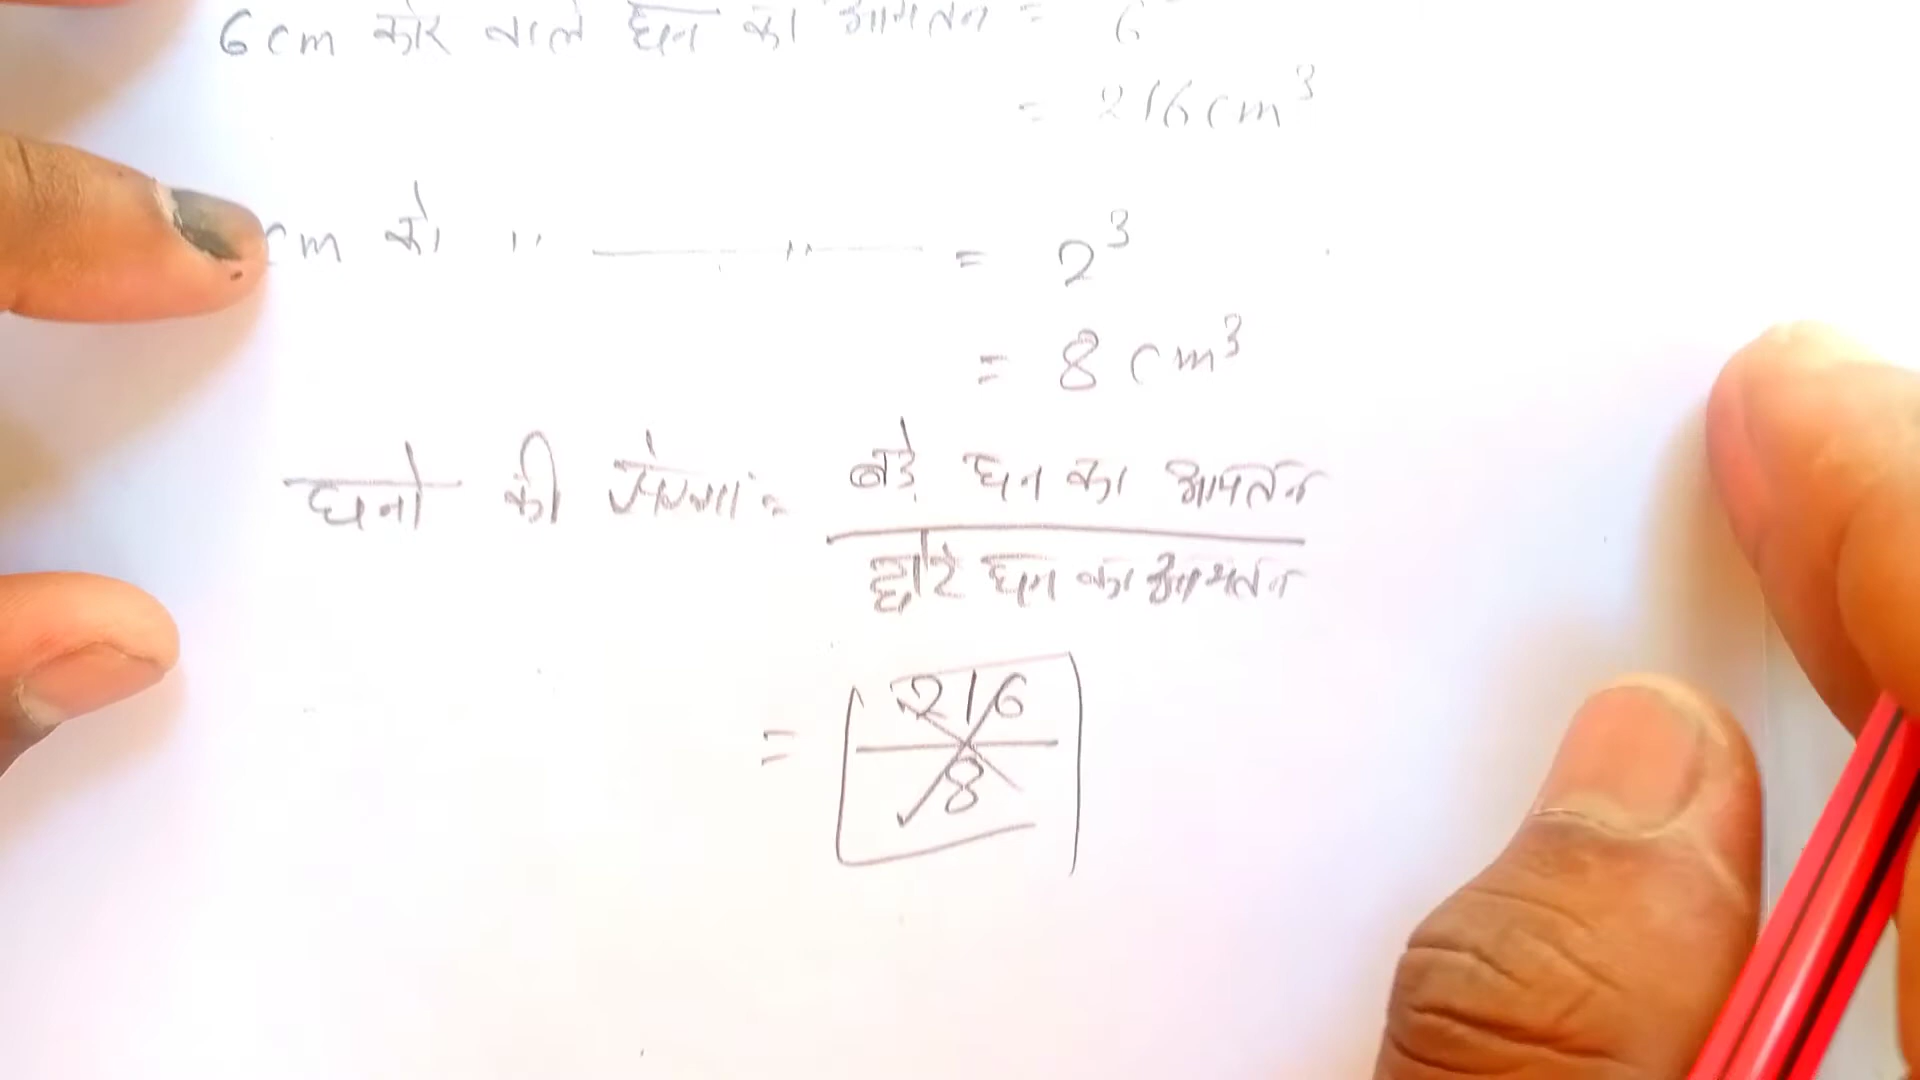 6cm कोर वाले घन का आयतन = 6
= 216cm³
cm को " ——— " ——— = 2³
= 8 cm³
घनो की संख्या = बड़े घन का आयतन
छोटे घन का आयतन
= 216
8